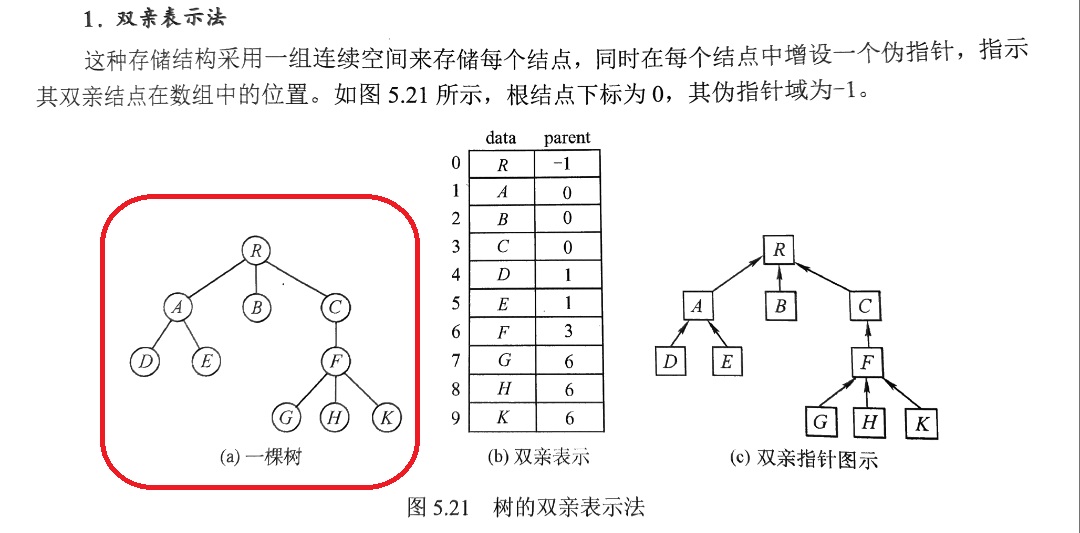 1. 双亲表示法
这种存储结构采用一组连续空间来存储每个结点，同时在每个结点中增设一个伪指针，指示
其双亲结点在数组中的位置。如图 5.21 所示，根结点下标为 0，其伪指针域为-1。
data parent
0 R -1
1 A 0
2 B 0
3 C 0
4 D 1
5 E 1
6 F 3
7 G 6
8 H 6
9 K 6
R
A B C
D E F
G H K
(a) 一棵树
(b) 双亲表示
R
A B C
D E F
G H K
(c) 双亲指针图示
图 5.21 树的双亲表示法